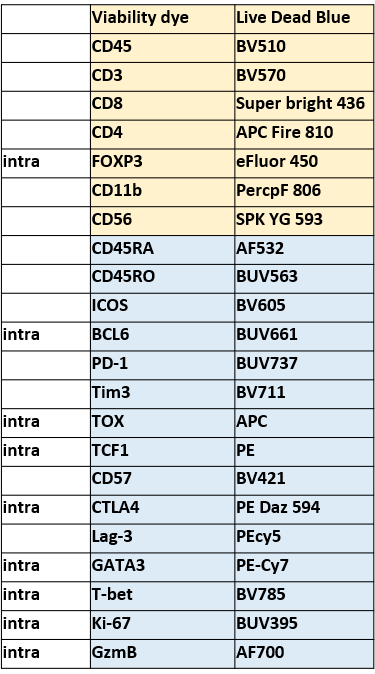 Viability dye Live Dead Blue
CD45 BV510
CD3 BV570
CD8 Super bright 436
CD4 APC Fire 810
intra FOXP3 eFluor 450
CD11b PercpF 806
CD56 SPK YG 593
CD45RA AF532
CD45RO BUV563
ICOS BV605
intra BCL6 BUV661
PD-1 BUV737
Tim3 BV711
intra TOX APC
intra TCF1 PE
CD57 BV421
intra CTLA4 PE Daz 594
Lag-3 PEcy5
intra GATA3 PE-Cy7
intra T-bet BV785
intra Ki-67 BUV395
intra GzmB AF700